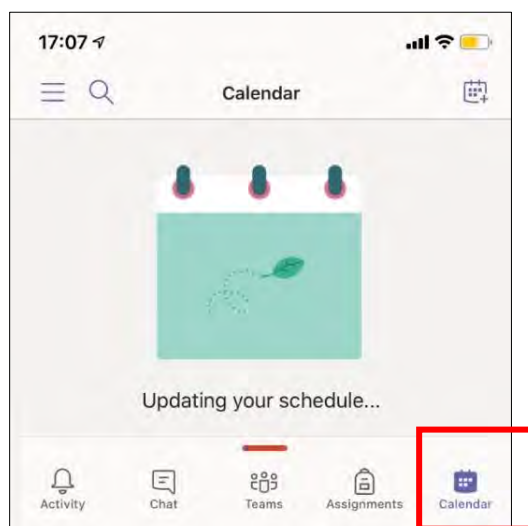 17:07
Calendar
Updating your schedule...
Activity Chat Teams Assignments Calendar